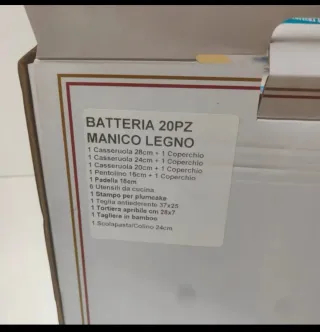 BATTERIA 20PZ
MANICO LEGNO
1 Casseruola 28cm + 1 Coperchio
1 Casseruola 24cm + 1 Coperchio
1 Casseruola 20cm + 1 Coperchio
1 Pentolino 16cm + 1 Coperchio
1 Padella 18cm
6 Utensili da cucina
1 Stampo per plumcake
1 Teglia antiaderente 37x25
1 Tortiera apribile cm 26x7
1 Tagliere in bamboo
1 Scolapasta/Colino 24cm